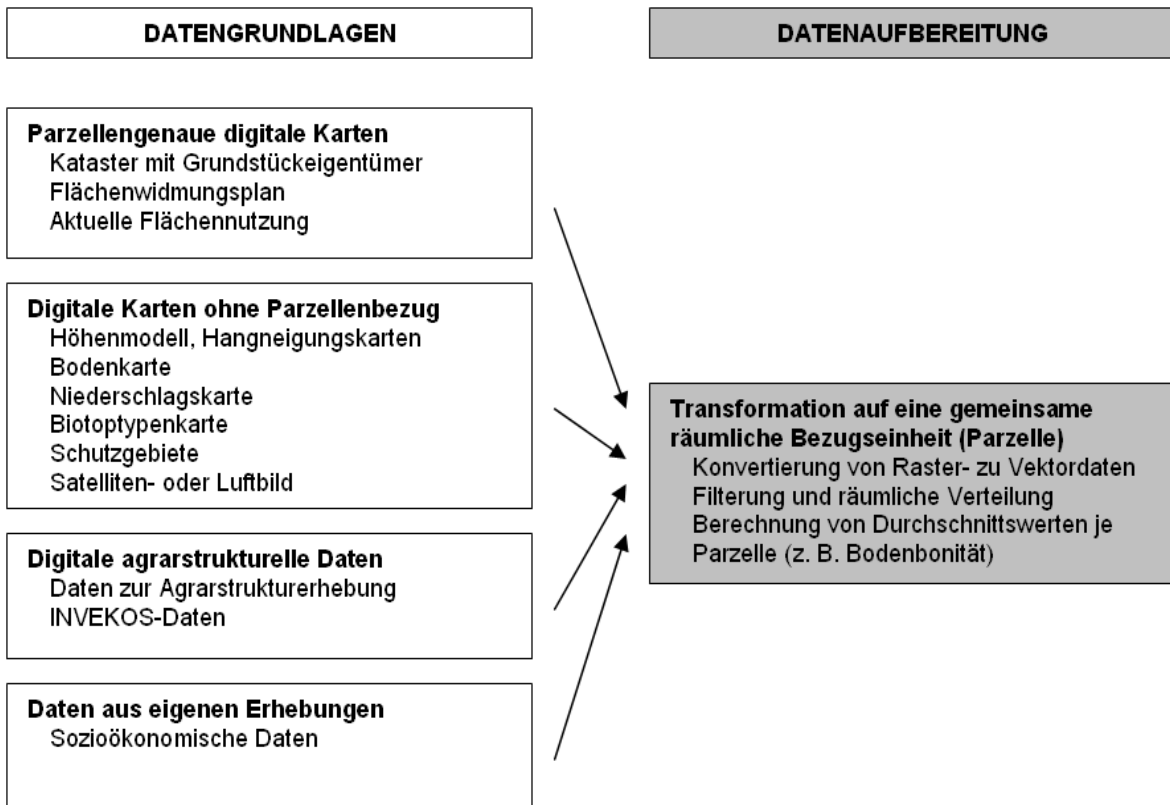 DATENGRUNDLAGEN
DATENAUFBEREITUNG
Parzellengenaue digitale Karten
Kataster mit Grundstückeigentümer
Flächenwidmungsplan
Aktuelle Flächennutzung
Digitale Karten ohne Parzellenbezug
Höhenmodell, Hangneigungskarten
Bodenkarte
Niederschlagskarte
Biotoptypenkarte
Schutzgebiete
Satelliten- oder Luftbild
Digitale agrarstrukturelle Daten
Daten zur Agrarstrukturerhebung
INVEKOS-Daten
Daten aus eigenen Erhebungen
Sozioökonomische Daten
Transformation auf eine gemeinsame
räumliche Bezugseinheit (Parzelle)
Konvertierung von Raster- zu Vektordaten
Filterung und räumliche Verteilung
Berechnung von Durchschnittswerten je
Parzelle (z. B. Bodenbonität)